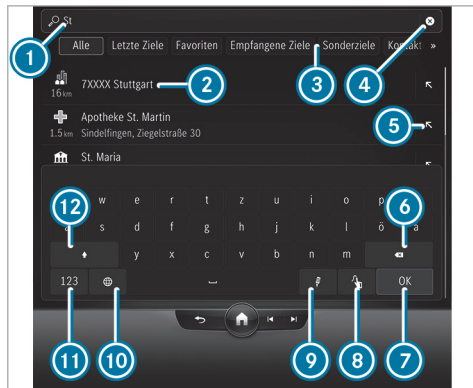 St
Alle Letzte Ziele Favoriten Empfangene Ziele Sonderziele Kontakt »
7XXXX Stuttgart
16 km
Apotheke St. Martin
1.5 km Sindelfingen, Ziegelstraße 30
St. Maria
w e r t z u i o p
a s d f g h j k l ö ä
y x c v b n m
123 OK
1
2
3
4
5
6
7
8
9
10
11
12